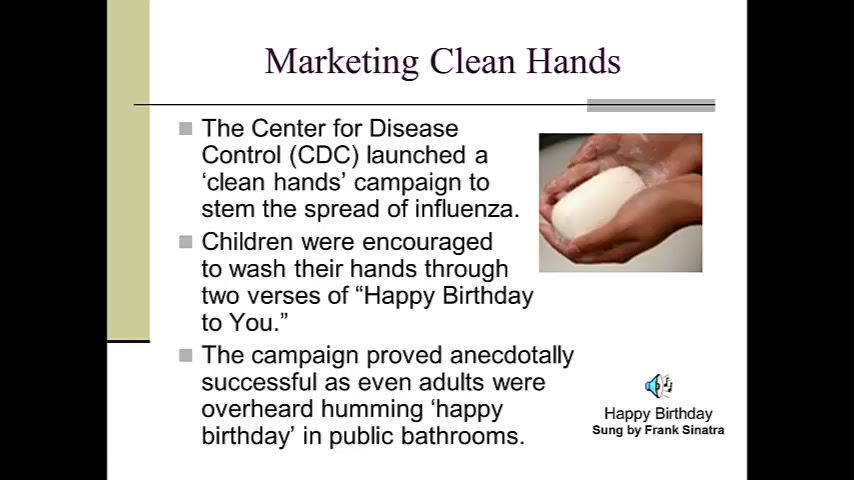 Marketing Clean Hands
The Center for Disease
Control (CDC) launched a
‘clean hands’ campaign to
stem the spread of influenza.
Children were encouraged
to wash their hands through
two verses of “Happy Birthday
to You.”
The campaign proved anecdotally
successful as even adults were
overheard humming ‘happy
birthday’ in public bathrooms.
Happy Birthday
Sung by Frank Sinatra